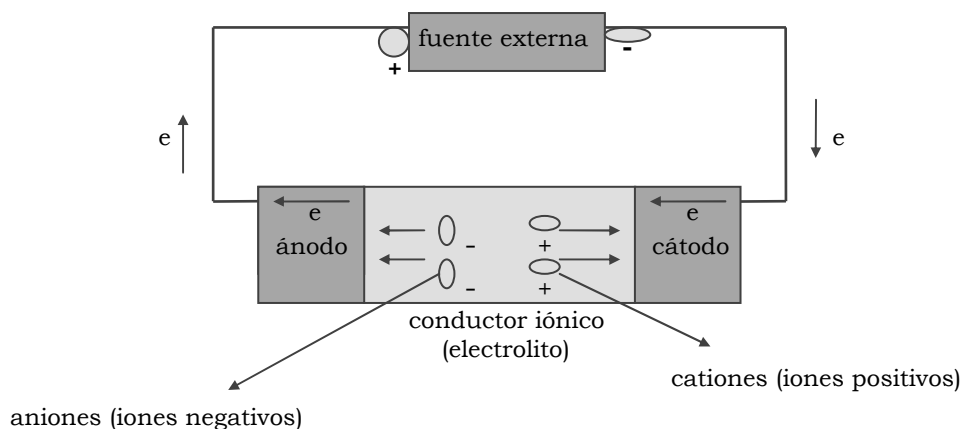 fuente externa
+
-
e
e
e
e
ánodo
cátodo
-
+
-
+
conductor iónico
(electrolito)
cationes (iones positivos)
aniones (iones negativos)